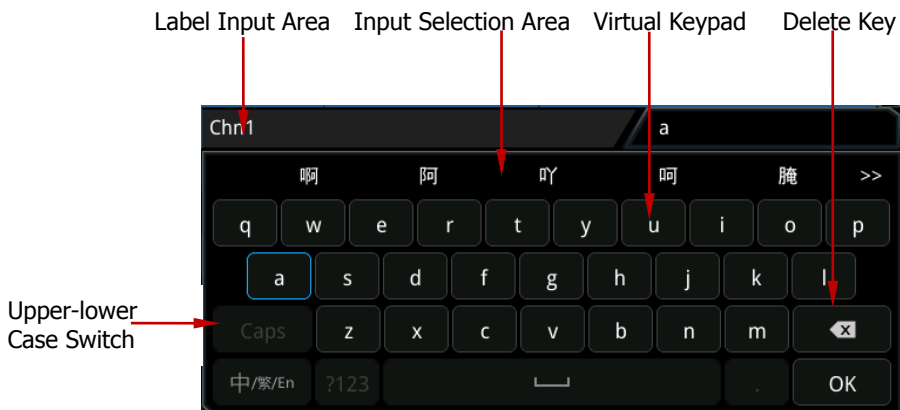 Label Input Area Input Selection Area Virtual Keypad Delete Key
Chn1 a
啊 阿 吖 呵 腌 >>
q w e r t y u i o p
a s d f g h j k l
Upper-lower
Case Switch
Caps z x c v b n m
中/繁/En ?123 . OK